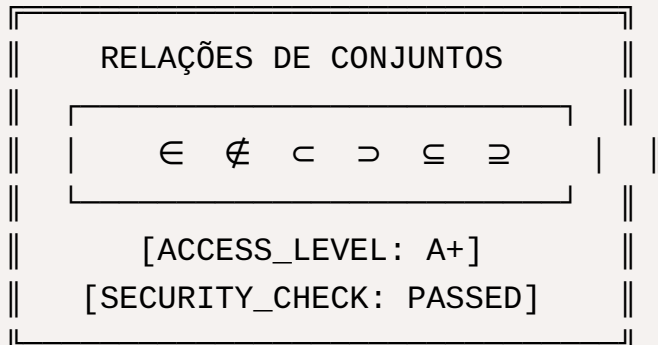 RELAÇÕES DE CONJUNTOS
∈ ∉ ⊂ ⊃ ⊆ ⊇
[ACCESS_LEVEL: A+]
[SECURITY_CHECK: PASSED]